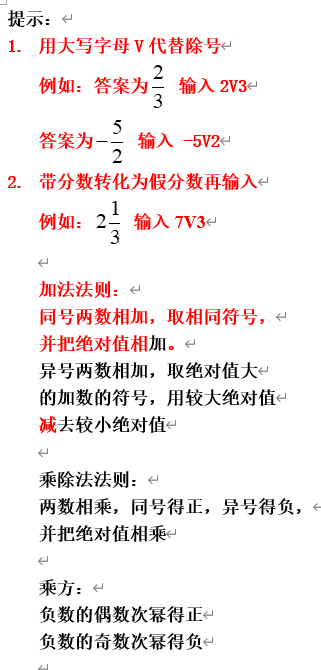 提示：
1. 用大写字母 V 代替除号
例如：答案为 2/3 输入 2V3
答案为 −5/2 输入 -5V2
2. 带分数转化为假分数再输入
例如：2 1/3 输入 7V3
加法法则：
同号两数相加，取相同符号，
并把绝对值相加。
异号两数相加，取绝对值大
的加数的符号，用较大绝对值
减去较小绝对值
乘除法法则：
两数相乘，同号得正，异号得负，
并把绝对值相乘
乘方：
负数的偶数次幂得正
负数的奇数次幂得负